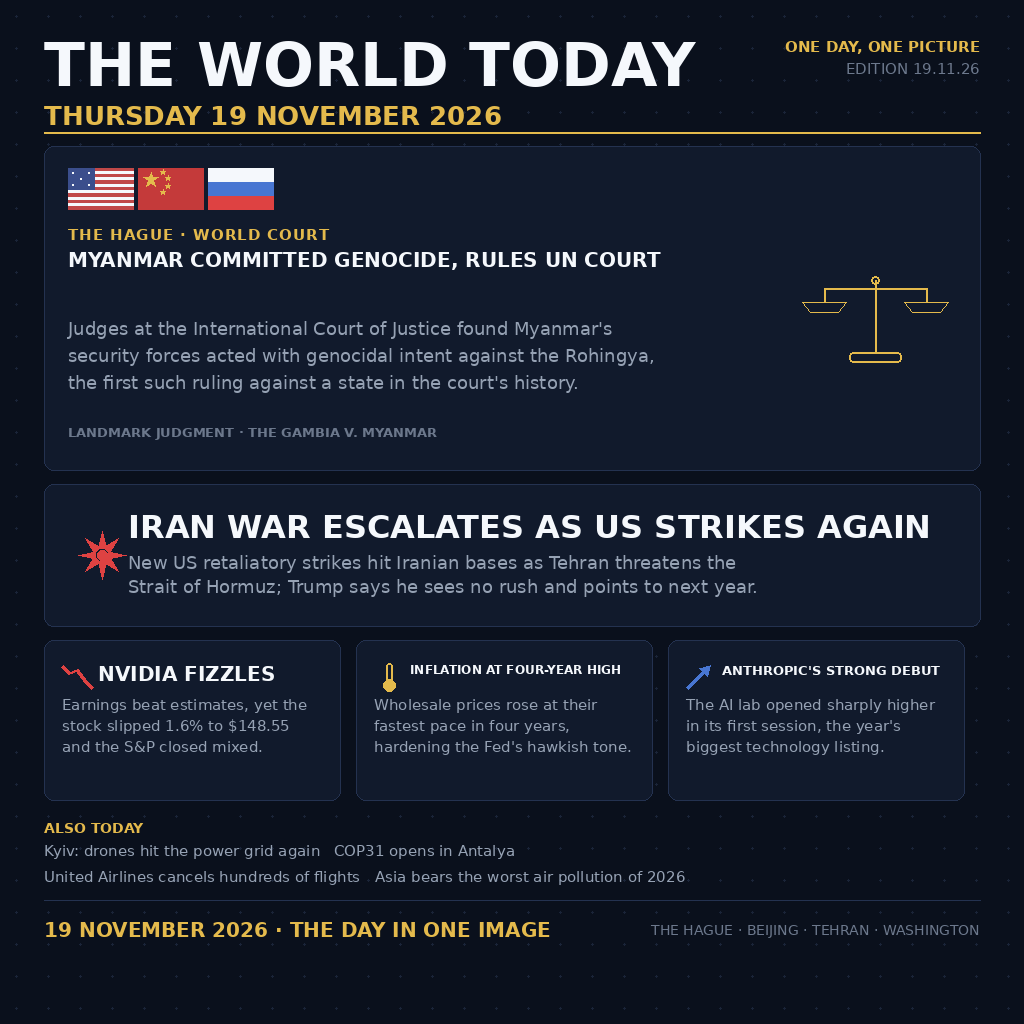 THE WORLD TODAY
ONE DAY, ONE PICTURE
EDITION 19.11.26
THURSDAY 19 NOVEMBER 2026
THE HAGUE · WORLD COURT
MYANMAR COMMITTED GENOCIDE, RULES UN COURT
Judges at the International Court of Justice found Myanmar's
security forces acted with genocidal intent against the Rohingya,
the first such ruling against a state in the court's history.
LANDMARK JUDGMENT · THE GAMBIA V. MYANMAR
IRAN WAR ESCALATES AS US STRIKES AGAIN
New US retaliatory strikes hit Iranian bases as Tehran threatens the
Strait of Hormuz; Trump says he sees no rush and points to next year.
NVIDIA FIZZLES
Earnings beat estimates, yet the
stock slipped 1.6% to $148.55
and the S&P closed mixed.
INFLATION AT FOUR-YEAR HIGH
Wholesale prices rose at their
fastest pace in four years,
hardening the Fed's hawkish tone.
ANTHROPIC'S STRONG DEBUT
The AI lab opened sharply higher
in its first session, the year's
biggest technology listing.
ALSO TODAY
Kyiv: drones hit the power grid again COP31 opens in Antalya
United Airlines cancels hundreds of flights Asia bears the worst air pollution of 2026
19 NOVEMBER 2026 · THE DAY IN ONE IMAGE
THE HAGUE · BEIJING · TEHRAN · WASHINGTON